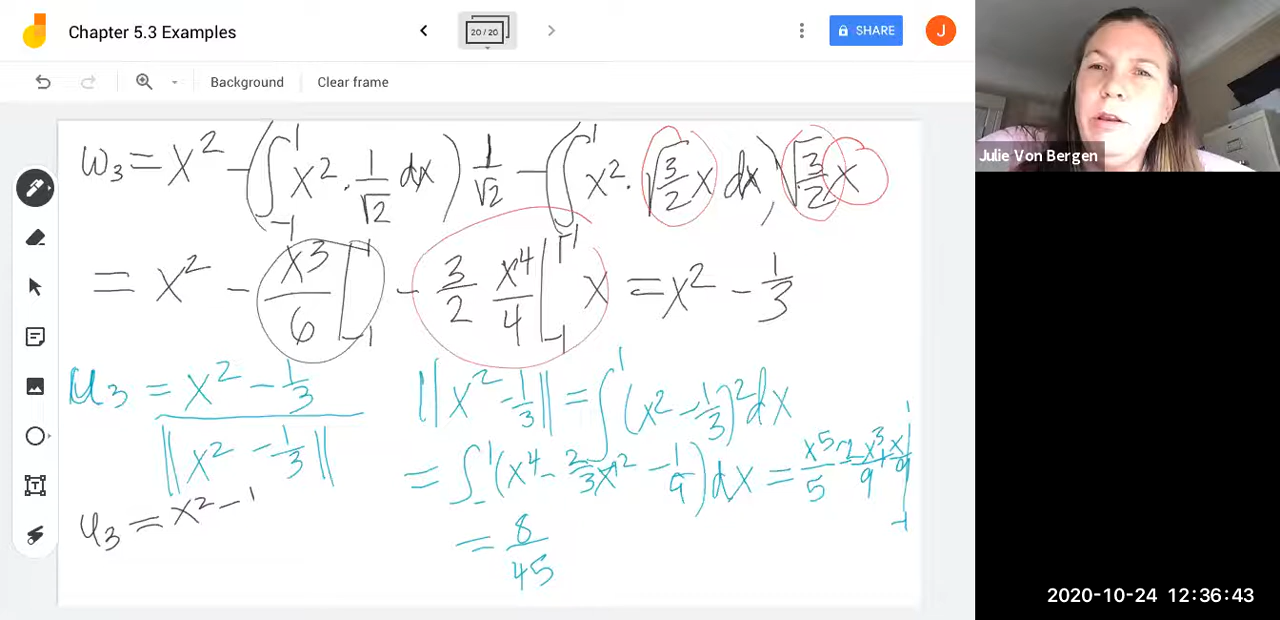 Chapter 5.3 Examples
20 / 20
SHARE
J
Background
Clear frame
Julie Von Bergen
w₃ = x² - (∫₋₁¹ x² · 1/√2 dx) 1/√2 - (∫₋₁¹ x² · √(3/2) x dx) √(3/2) x
= x² - x³/6 |₋₁¹ - 3/2 x⁴/4 |₋₁¹ x = x² - 1/3
u₃ = (x² - 1/3) / ||x² - 1/3||
||x² - 1/3|| = ∫¹ (x² - 1/3)² dx
= ∫₋¹ (x⁴ - 2/3 x² - 1/9) dx = x⁵/5 - 2x³/9 + x/9 |₋₁¹
u₃ = x² - 1
= 8/45
2020-10-24 12:36:43